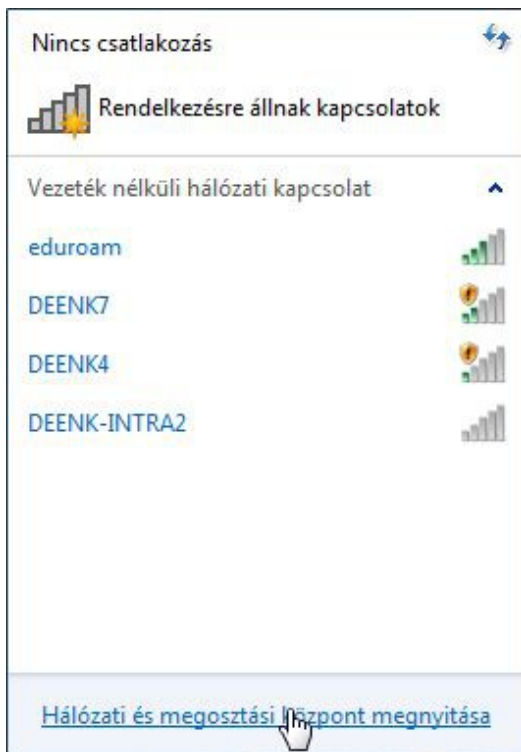 Nincs csatlakozás
Rendelkezésre állnak kapcsolatok
Vezeték nélküli hálózati kapcsolat
eduroam
DEENK7
DEENK4
DEENK-INTRA2
Hálózati és megosztási központ megnyitása